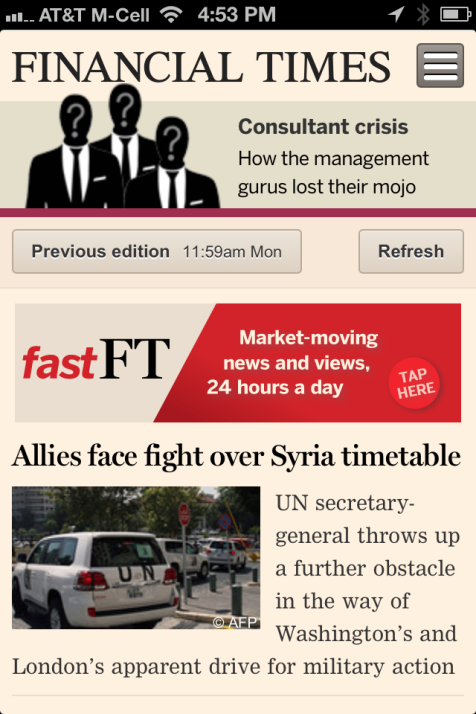 AT&T M-Cell 4:53 PM
FINANCIAL TIMES
? ? ?
Consultant crisis
How the management
gurus lost their mojo
Previous edition 11:59am Mon
Refresh
fastFT
Market-moving
news and views,
24 hours a day
TAP
HERE
Allies face fight over Syria timetable
UN
© AFP
UN secretary-
general throws up
a further obstacle
in the way of
Washington's and
London's apparent drive for military action